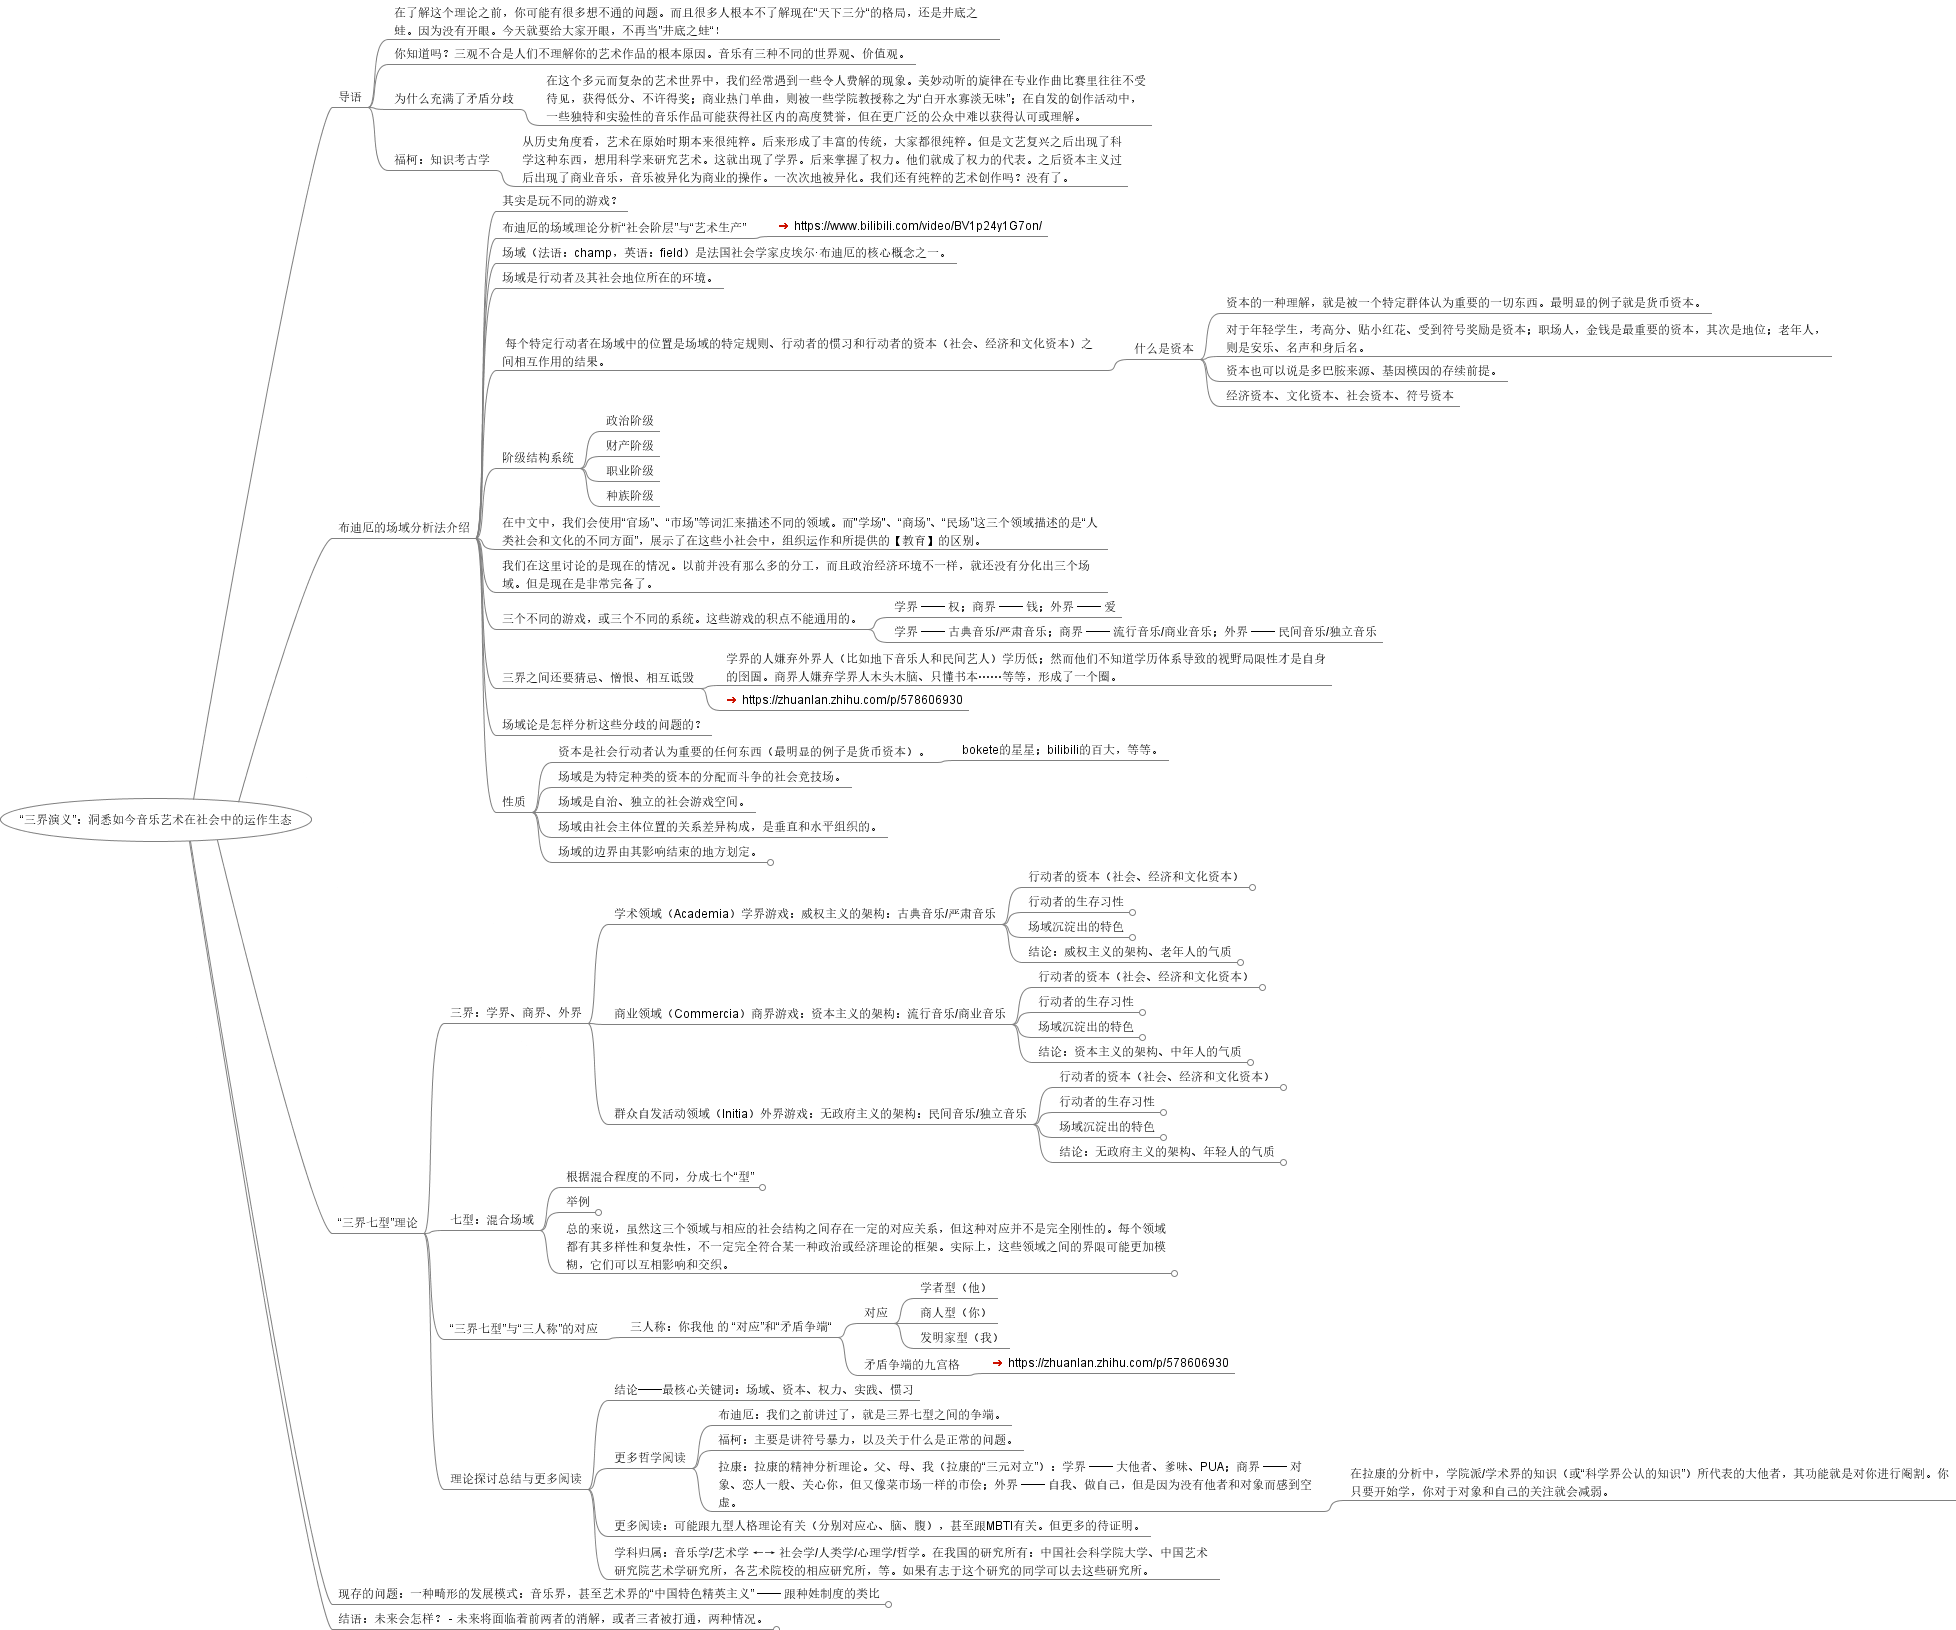 在了解这个理论之前，你可能有很多想不通的问题。而且很多人根本不了解现在“天下三分“的格局，还是井底之
蛙。因为没有开眼。今天就要给大家开眼，不再当”井底之蛙“！
你知道吗？三观不合是人们不理解你的艺术作品的根本原因。音乐有三种不同的世界观、价值观。
导语
为什么充满了矛盾分歧
在这个多元而复杂的艺术世界中，我们经常遇到一些令人费解的现象。美妙动听的旋律在专业作曲比赛里往往不受
待见，获得低分、不许得奖；商业热门单曲，则被一些学院教授称之为“白开水寡淡无味”；在自发的创作活动中，
一些独特和实验性的音乐作品可能获得社区内的高度赞誉，但在更广泛的公众中难以获得认可或理解。
福柯：知识考古学
从历史角度看，艺术在原始时期本来很纯粹。后来形成了丰富的传统，大家都很纯粹。但是文艺复兴之后出现了科
学这种东西，想用科学来研究艺术。这就出现了学界。后来掌握了权力。他们就成了权力的代表。之后资本主义过
后出现了商业音乐，音乐被异化为商业的操作。一次次地被异化。我们还有纯粹的艺术创作吗？没有了。
其实是玩不同的游戏？
布迪厄的场域理论分析“社会阶层”与“艺术生产”
https://www.bilibili.com/video/BV1p24y1G7on/
场域（法语：champ，英语：field）是法国社会学家皮埃尔·布迪厄的核心概念之一。
场域是行动者及其社会地位所在的环境。
每个特定行动者在场域中的位置是场域的特定规则、行动者的惯习和行动者的资本（社会、经济和文化资本）之
间相互作用的结果。
什么是资本
资本的一种理解，就是被一个特定群体认为重要的一切东西。最明显的例子就是货币资本。
对于年轻学生，考高分、贴小红花、受到符号奖励是资本；职场人，金钱是最重要的资本，其次是地位；老年人，
则是安乐、名声和身后名。
资本也可以说是多巴胺来源、基因模因的存续前提。
经济资本、文化资本、社会资本、符号资本
阶级结构系统
政治阶级
财产阶级
职业阶级
种族阶级
布迪厄的场域分析法介绍
在中文中，我们会使用“官场”、“市场”等词汇来描述不同的领域。而”学场”、“商场”、“民场”这三个领域描述的是“人
类社会和文化的不同方面”，展示了在这些小社会中，组织运作和所提供的【教育】的区别。
我们在这里讨论的是现在的情况。以前并没有那么多的分工，而且政治经济环境不一样，就还没有分化出三个场
域。但是现在是非常完备了。
三个不同的游戏，或三个不同的系统。这些游戏的积点不能通用的。
学界 —— 权；商界 —— 钱；外界 —— 爱
学界 —— 古典音乐/严肃音乐；商界 —— 流行音乐/商业音乐；外界 —— 民间音乐/独立音乐
三界之间还要猜忌、憎恨、相互诋毁
学界的人嫌弃外界人（比如地下音乐人和民间艺人）学历低；然而他们不知道学历体系导致的视野局限性才是自身
的囹圄。商界人嫌弃学界人木头木脑、只懂书本……等等，形成了一个圈。
https://zhuanlan.zhihu.com/p/578606930
场域论是怎样分析这些分歧的问题的？
性质
资本是社会行动者认为重要的任何东西（最明显的例子是货币资本）。
bokete的星星；bilibili的百大，等等。
场域是为特定种类的资本的分配而斗争的社会竞技场。
场域是自治、独立的社会游戏空间。
场域由社会主体位置的关系差异构成，是垂直和水平组织的。
场域的边界由其影响结束的地方划定。
“三界演义”：洞悉如今音乐艺术在社会中的运作生态
学术领域（Academia）学界游戏：威权主义的架构：古典音乐/严肃音乐
行动者的资本（社会、经济和文化资本）
行动者的生存习性
场域沉淀出的特色
结论：威权主义的架构、老年人的气质
三界：学界、商界、外界
商业领域（Commercia）商界游戏：资本主义的架构：流行音乐/商业音乐
行动者的资本（社会、经济和文化资本）
行动者的生存习性
场域沉淀出的特色
结论：资本主义的架构、中年人的气质
群众自发活动领域（Initia）外界游戏：无政府主义的架构：民间音乐/独立音乐
行动者的资本（社会、经济和文化资本）
行动者的生存习性
场域沉淀出的特色
结论：无政府主义的架构、年轻人的气质
“三界七型”理论
七型：混合场域
根据混合程度的不同，分成七个“型”
举例
总的来说，虽然这三个领域与相应的社会结构之间存在一定的对应关系，但这种对应并不是完全刚性的。每个领域
都有其多样性和复杂性，不一定完全符合某一种政治或经济理论的框架。实际上，这些领域之间的界限可能更加模
糊，它们可以互相影响和交织。
“三界七型”与“三人称”的对应
三人称：你我他 的 “对应”和“矛盾争端“
对应
学者型（他）
商人型（你）
发明家型（我）
矛盾争端的九宫格
https://zhuanlan.zhihu.com/p/578606930
理论探讨总结与更多阅读
结论——最核心关键词：场域、资本、权力、实践、惯习
更多哲学阅读
布迪厄：我们之前讲过了，就是三界七型之间的争端。
福柯：主要是讲符号暴力，以及关于什么是正常的问题。
拉康：拉康的精神分析理论。父、母、我（拉康的“三元对立”）：学界 —— 大他者、爹味、PUA；商界 —— 对
象、恋人一般、关心你，但又像菜市场一样的市侩；外界 —— 自我、做自己，但是因为没有他者和对象而感到空
虚。
在拉康的分析中，学院派/学术界的知识（或“科学界公认的知识”）所代表的大他者，其功能就是对你进行阉割。你
只要开始学，你对于对象和自己的关注就会减弱。
更多阅读：可能跟九型人格理论有关（分别对应心、脑、腹），甚至跟MBTI有关。但更多的待证明。
学科归属：音乐学/艺术学 ←→ 社会学/人类学/心理学/哲学。在我国的研究所有：中国社会科学院大学、中国艺术
研究院艺术学研究所，各艺术院校的相应研究所，等。如果有志于这个研究的同学可以去这些研究所。
现存的问题：一种畸形的发展模式：音乐界，甚至艺术界的“中国特色精英主义” —— 跟种姓制度的类比
结语：未来会怎样？ - 未来将面临着前两者的消解，或者三者被打通，两种情况。